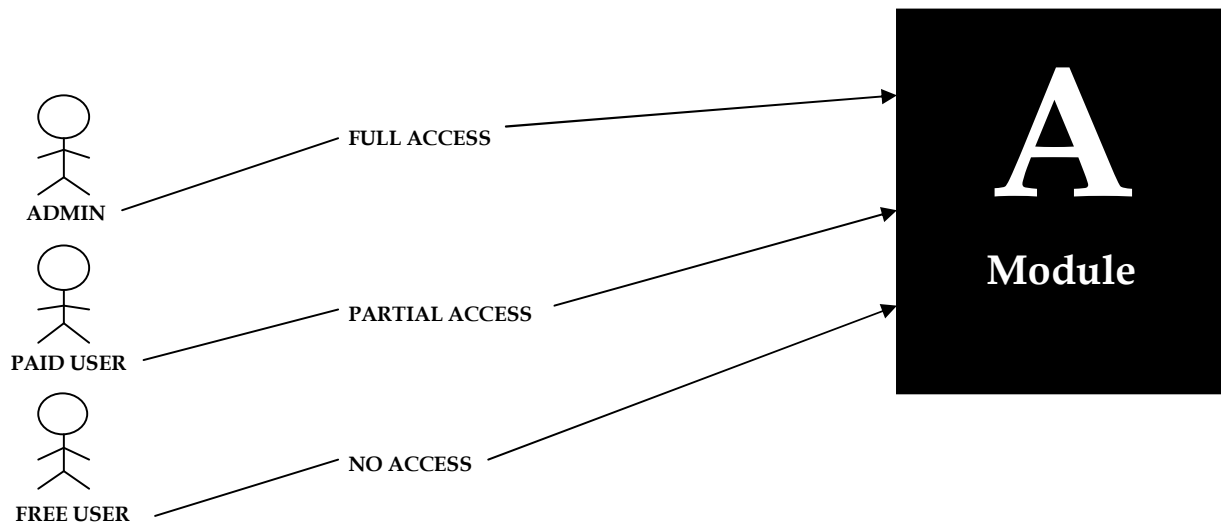 ADMIN
FULL ACCESS
PAID USER
PARTIAL ACCESS
FREE USER
NO ACCESS
A
Module